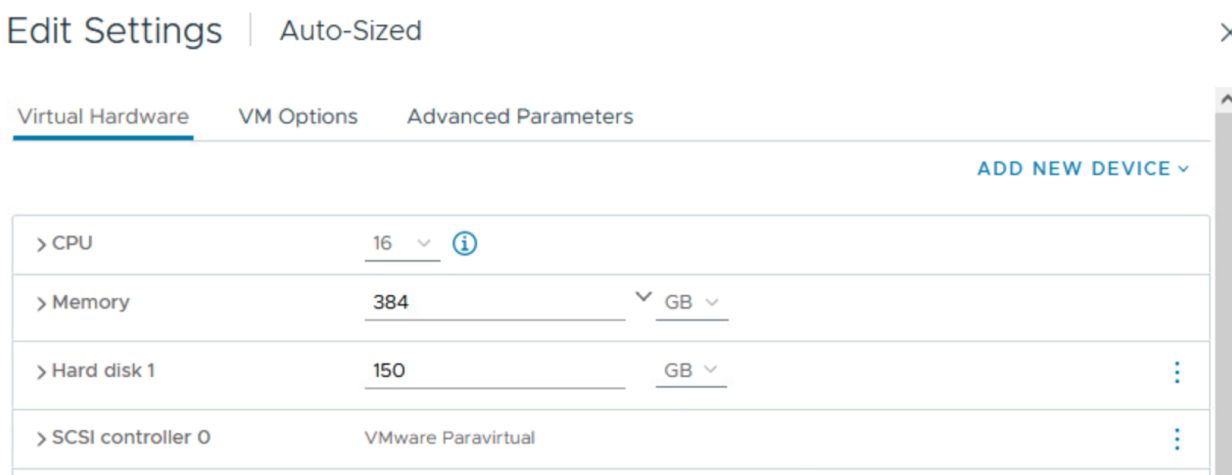 Edit Settings Auto-Sized
Virtual Hardware VM Options Advanced Parameters
ADD NEW DEVICE
CPU 16
Memory 384 GB
Hard disk 1 150 GB
SCSI controller 0 VMware Paravirtual